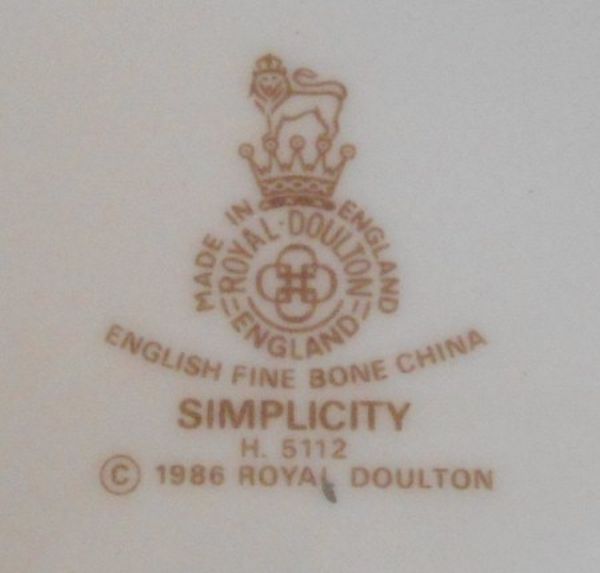 MADE IN ENGLAND
ROYAL·DOULTON
ENGLAND
ENGLISH FINE BONE CHINA
SIMPLICITY
H. 5112
© 1986 ROYAL DOULTON